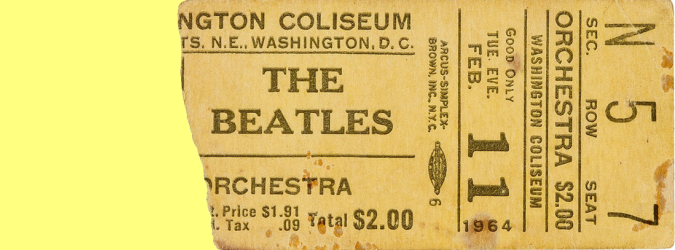 NGTON COLISEUM
TS. N.E., WASHINGTON, D. C.
THE
BEATLES
ORCHESTRA
t. Price $1.91
. Tax .09
Total $2.00
ARCUS-SIMPLEX-
BROWN, INC. N.Y.C.
6
GOOD ONLY
TUE. EVE.
FEB.
11
1964
WASHINGTON COLISEUM
ORCHESTRA $2.00
SEC. ROW SEAT
N 5 7